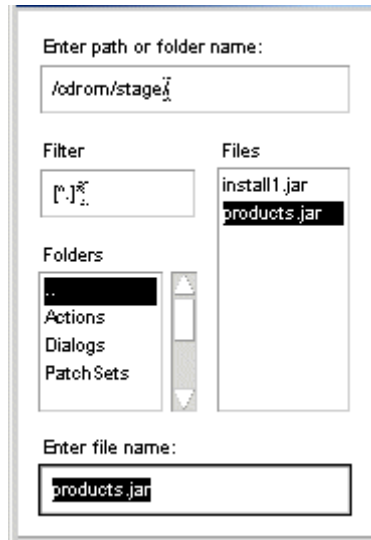 Enter path or folder name:
/cdrom/stage/
Filter
[^.]*
Files
install1.jar
products.jar
Folders
..
Actions
Dialogs
PatchSets
Enter file name:
products.jar